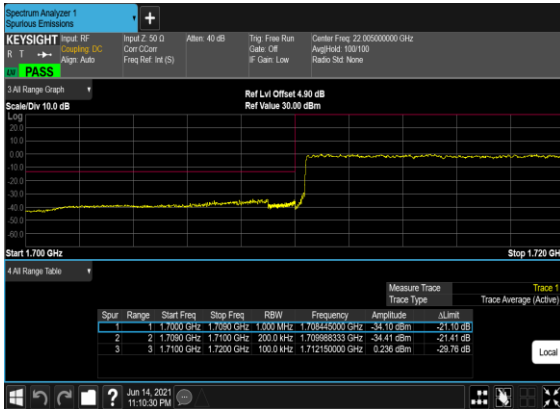 Spectrum Analyzer 1
Spurious Emissions
+
KEYSIGHT Input: RF Input Z: 50 Ω Atten: 40 dB Trig: Free Run Center Freq: 22.005000000 GHz
R T Coupling: DC Corr CCorr Gate: Off Avg|Hold: 100/100
Align: Auto Freq Ref: Int (S) IF Gain: Low Radio Std: None
LXI PASS
3 All Range Graph
Ref Lvl Offset 4.90 dB
Scale/Div 10.0 dB Ref Value 30.00 dBm
Log
20.0
10.0
0.00
-10.0
-20.0
-30.0
-40.0
-50.0
-60.0
Start 1.700 GHz Stop 1.720 GH
4 All Range Table
Measure Trace Trace 1
Trace Type Trace Average (Active)
Spur Range Start Freq Stop Freq RBW Frequency Amplitude ΔLimit
1 1 1.7000 GHz 1.7090 GHz 1.000 MHz 1.708445000 GHz -34.10 dBm -21.10 dB
2 2 1.7090 GHz 1.7100 GHz 200.0 kHz 1.709988333 GHz -34.41 dBm -21.41 dB
3 3 1.7100 GHz 1.7200 GHz 100.0 kHz 1.712150000 GHz 0.236 dBm -29.76 dB
Local
? Jun 14, 2021
11:10:30 PM